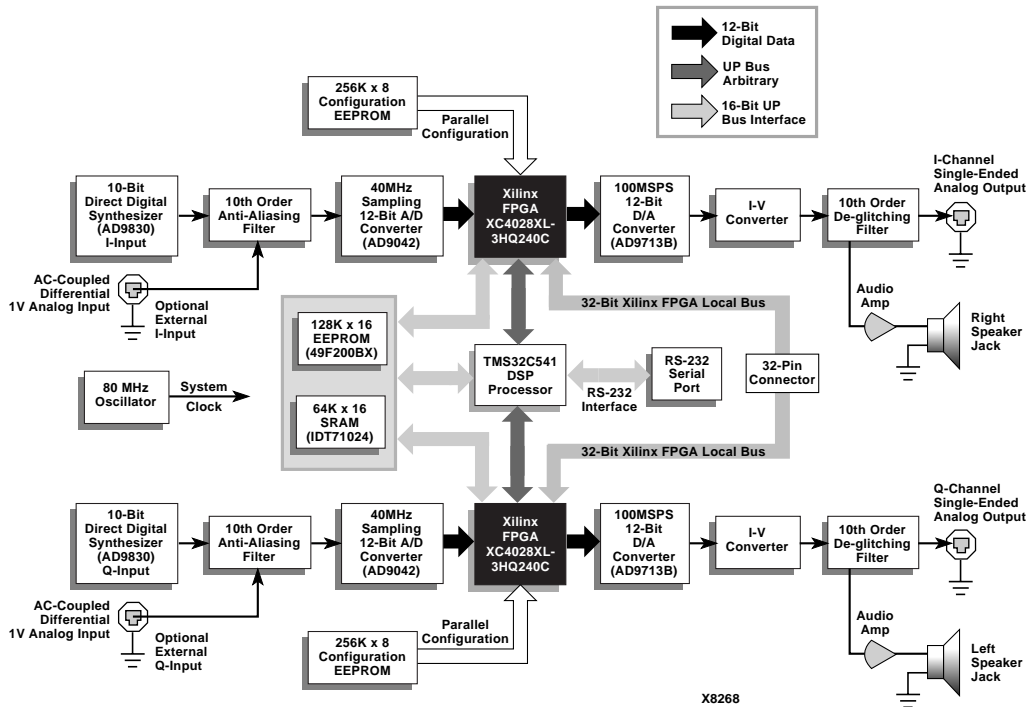 12-Bit
Digital Data
UP Bus
Arbitrary
16-Bit UP
Bus Interface
256K x 8
Configuration
EEPROM
Parallel
Configuration
10-Bit
Direct Digital
Synthesizer
(AD9830)
I-Input
10th Order
Anti-Aliasing
Filter
40MHz
Sampling
12-Bit A/D
Converter
(AD9042)
Xilinx
FPGA
XC4028XL-
3HQ240C
100MSPS
12-Bit
D/A
Converter
(AD9713B)
I-V
Converter
10th Order
De-glitching
Filter
I-Channel
Single-Ended
Analog Output
AC-Coupled
Differential
1V Analog Input
Optional
External
I-Input
Audio
Amp
Right
Speaker
Jack
32-Bit Xilinx FPGA Local Bus
128K x 16
EEPROM
(49F200BX)
TMS32C541
DSP
Processor
RS-232
Interface
RS-232
Serial
Port
32-Pin
Connector
80 MHz
Oscillator
System
Clock
64K x 16
SRAM
(IDT71024)
32-Bit Xilinx FPGA Local Bus
10-Bit
Direct Digital
Synthesizer
(AD9830)
Q-Input
10th Order
Anti-Aliasing
Filter
40MHz
Sampling
12-Bit A/D
Converter
(AD9042)
Xilinx
FPGA
XC4028XL-
3HQ240C
100MSPS
12-Bit
D/A
Converter
(AD9713B)
I-V
Converter
10th Order
De-glitching
Filter
Q-Channel
Single-Ended
Analog Output
AC-Coupled
Differential
1V Analog Input
Optional
External
Q-Input
256K x 8
Configuration
EEPROM
Parallel
Configuration
Audio
Amp
Left
Speaker
Jack
X8268